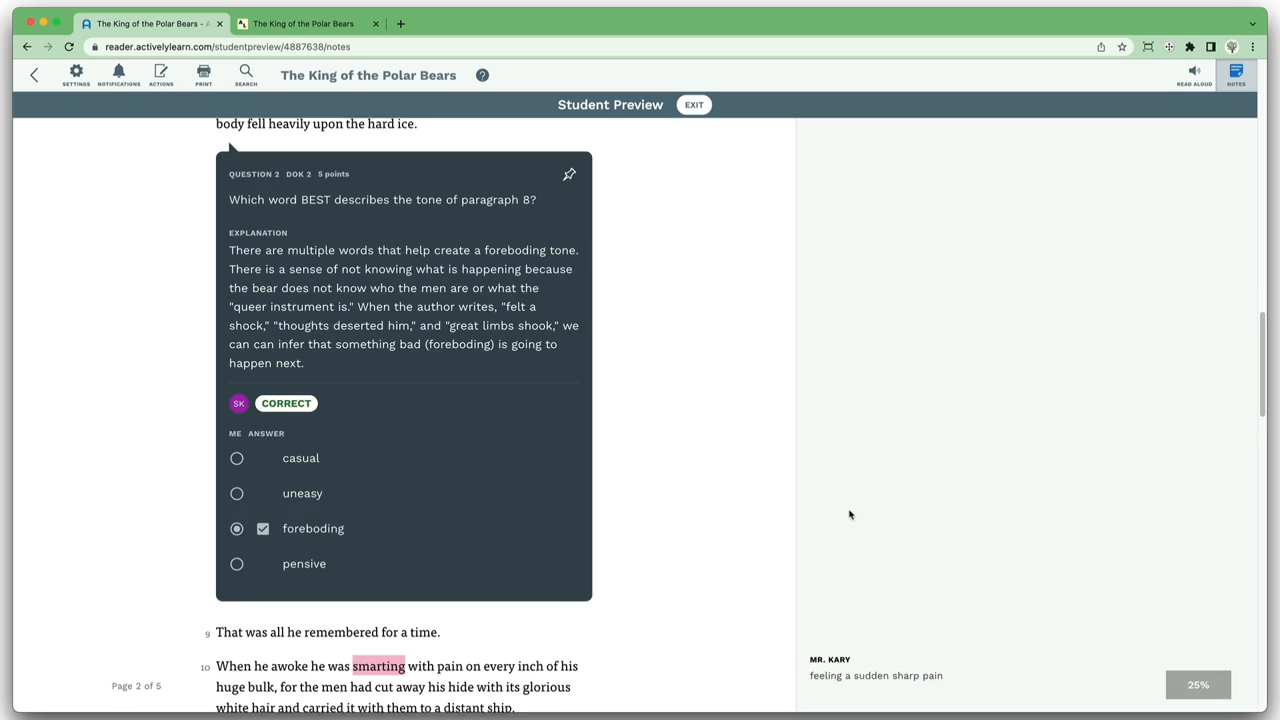 The King of the Polar Bears - A
The King of the Polar Bears
reader.activelylearn.com/studentpreview/4887638/notes
SETTINGS
NOTIFICATIONS
ACTIONS
PRINT
SEARCH
The King of the Polar Bears
?
READ ALOUD
NOTES
Student Preview
EXIT
body fell heavily upon the hard ice.
QUESTION 2 DOK 2 5 points
Which word BEST describes the tone of paragraph 8?
EXPLANATION
There are multiple words that help create a foreboding tone.
There is a sense of not knowing what is happening because
the bear does not know who the men are or what the
"queer instrument is." When the author writes, "felt a
shock," "thoughts deserted him," and "great limbs shook," we
can can infer that something bad (foreboding) is going to
happen next.
SK CORRECT
ME ANSWER
casual
uneasy
foreboding
pensive
9 That was all he remembered for a time.
10 When he awoke he was smarting with pain on every inch of his
huge bulk, for the men had cut away his hide with its glorious
white hair and carried it with them to a distant ship.
Page 2 of 5
MR. KARY
feeling a sudden sharp pain
25%